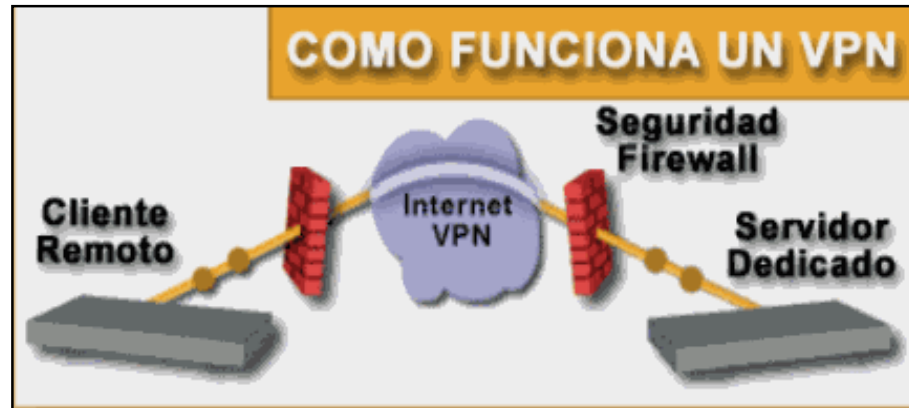 COMO FUNCIONA UN VPN
Seguridad
Firewall
Internet
VPN
Cliente
Remoto
Servidor
Dedicado